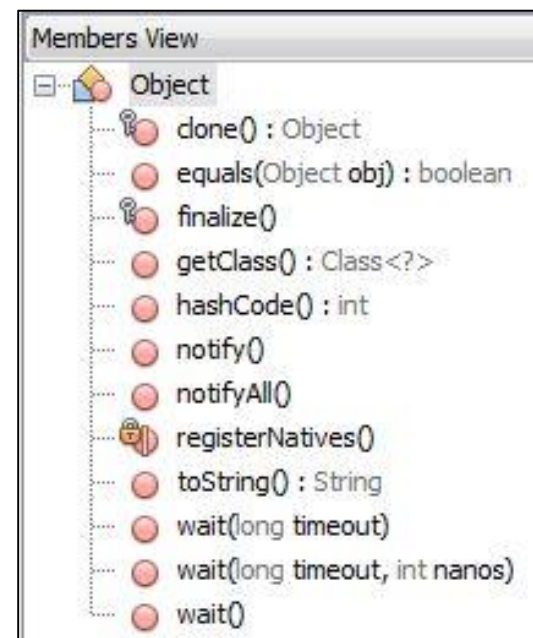 Members View
Object
clone() : Object
equals(Object obj) : boolean
finalize()
getClass() : Class<?>
hashCode() : int
notify()
notifyAll()
registerNatives()
toString() : String
wait(long timeout)
wait(long timeout, int nanos)
wait()